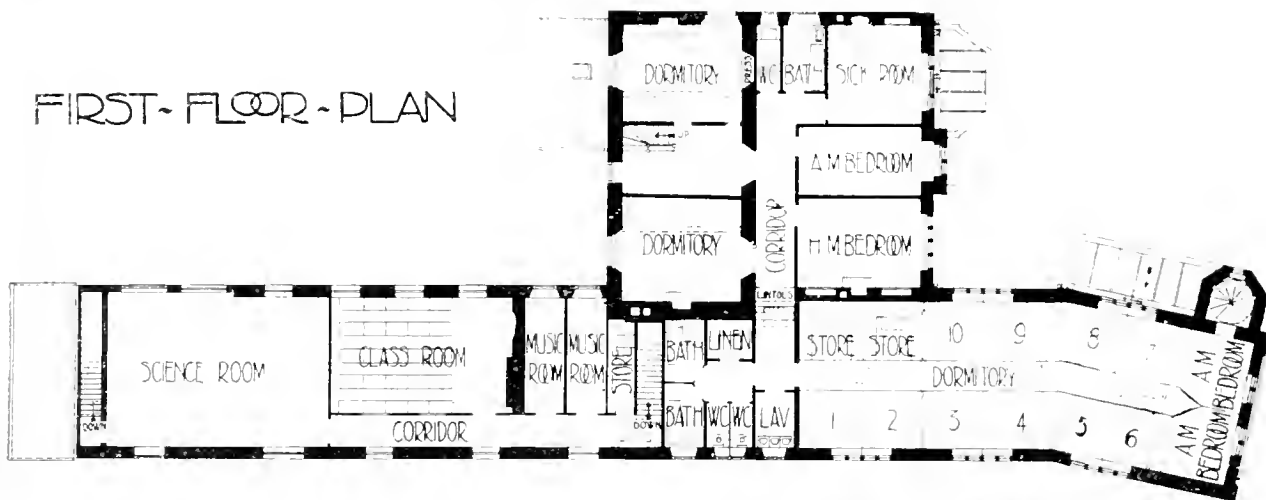 FIRST-FLOOR-PLAN
DORMITORY
PRESS
WC
BATH
SICK ROOM
UP
A M BEDROOM
DORMITORY
CORRIDOR
H M BEDROOM
SCIENCE ROOM
CLASS ROOM
MUSIC ROOM
MUSIC ROOM
STORE
BATH
LINEN
STORE
STORE
10
9
8
7
DORMITORY
AM BEDROOM
DOWN
CORRIDOR
DOWN
BATH
WC
WC
LAV
1
2
3
4
5
6
AM BEDROOM